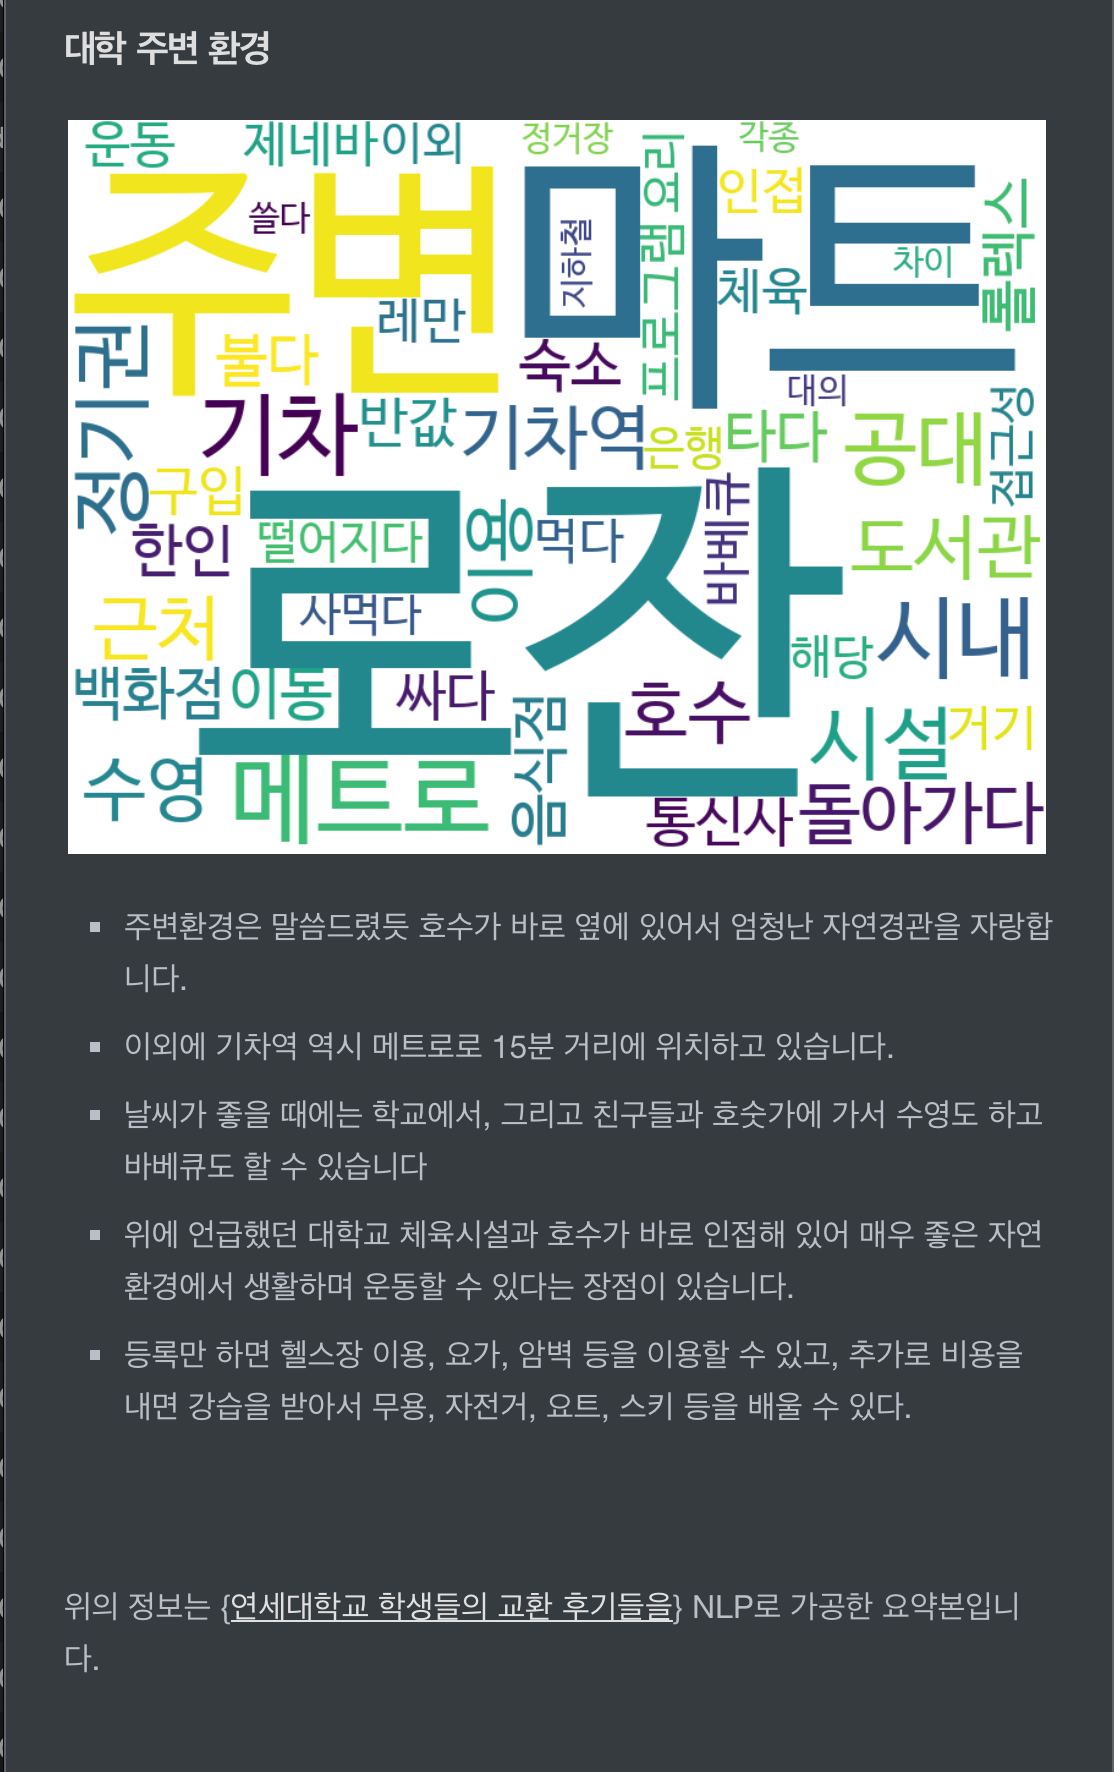 대학 주변 환경
운동 제네바 이외 정거장 각종
주변 마트
쓸다 지하철 프로그램 요리 인접 롤렉스
레만 체육 차이
정기권 불다 숙소 대의 접근성
기차 반값 기차역 은행 타다 공대
구입 한인 떨어지다 이용 먹다 바베큐 도서관
로잔
근처 사먹다 해당 시내
백화점 이동 싸다 음식점 호수 시설 거기
수영 메트로 통신사 돌아가다
주변환경은 말씀드렸듯 호수가 바로 옆에 있어서 엄청난 자연경관을 자랑합
니다.
이외에 기차역 역시 메트로로 15분 거리에 위치하고 있습니다.
날씨가 좋을 때에는 학교에서, 그리고 친구들과 호숫가에 가서 수영도 하고
바베큐도 할 수 있습니다
위에 언급했던 대학교 체육시설과 호수가 바로 인접해 있어 매우 좋은 자연
환경에서 생활하며 운동할 수 있다는 장점이 있습니다.
등록만 하면 헬스장 이용, 요가, 암벽 등을 이용할 수 있고, 추가로 비용을
내면 강습을 받아서 무용, 자전거, 요트, 스키 등을 배울 수 있다.
위의 정보는 {연세대학교 학생들의 교환 후기들을} NLP로 가공한 요약본입니
다.